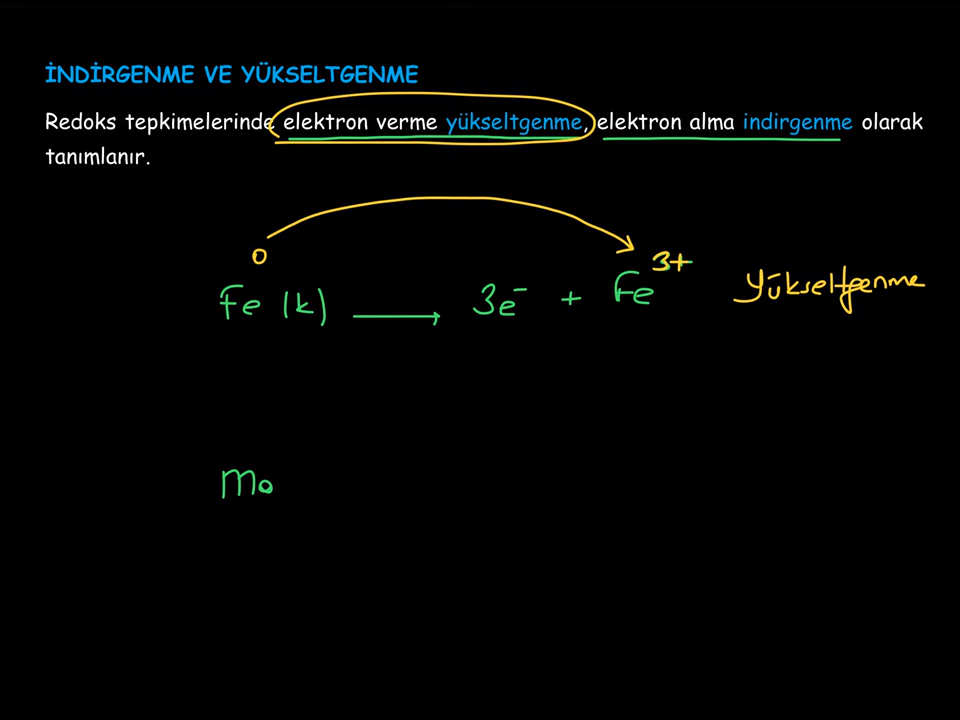 İNDİRGENME VE YÜKSELTGENME
Redoks tepkimelerinde elektron verme yükseltgenme, elektron alma indirgenme olarak
tanımlanır.
0 3+
Fe (k) → 3e⁻ + Fe Yükseltgenme
Mo